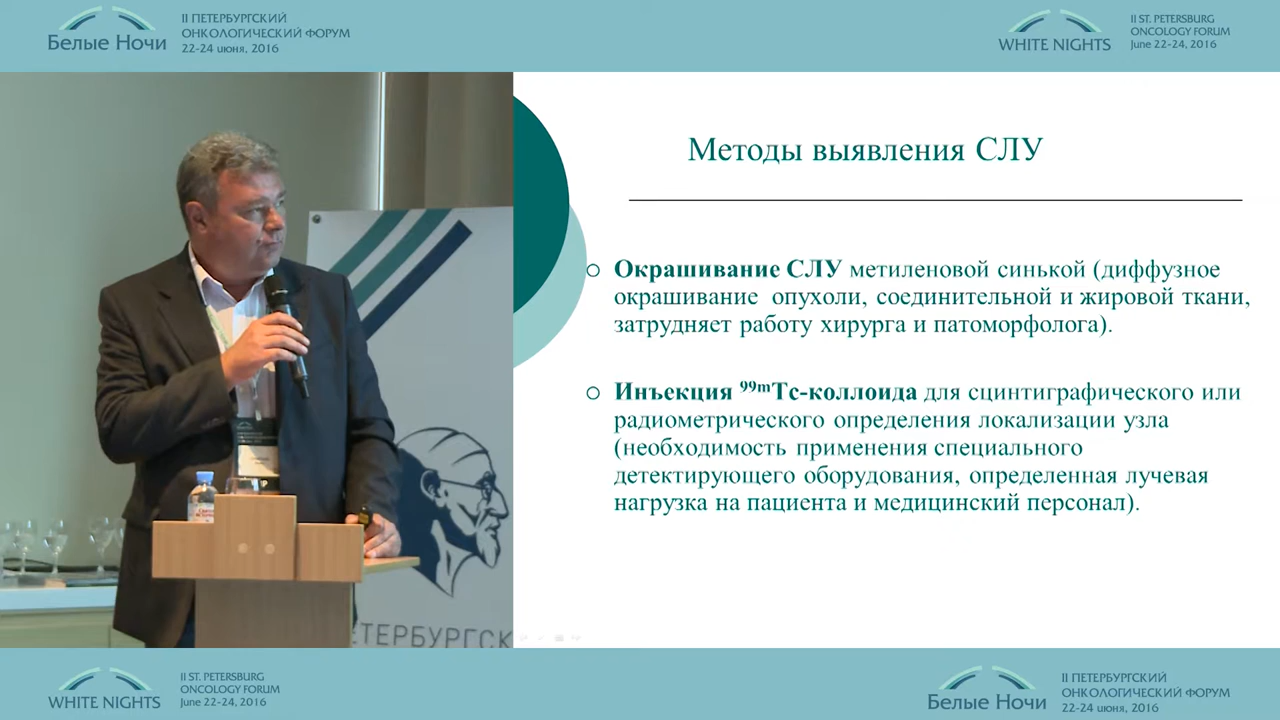 Белые Ночи
II ПЕТЕРБУРГСКИЙ
ОНКОЛОГИЧЕСКИЙ ФОРУМ
22-24 июня, 2016
WHITE NIGHTS
II ST. PETERSBURG
ONCOLOGY FORUM
June 22-24, 2016
Методы выявления СЛУ
Окрашивание СЛУ метиленовой синькой (диффузное
окрашивание опухоли, соединительной и жировой ткани,
затрудняет работу хирурга и патоморфолога).
Инъекция ⁹⁹ᵐТс-коллоида для сцинтиграфического или
радиометрического определения локализации узла
(необходимость применения специального
детектирующего оборудования, определенная лучевая
нагрузка на пациента и медицинский персонал).
ЕТЕРБУРГСК
WHITE NIGHTS
II ST. PETERSBURG
ONCOLOGY FORUM
June 22-24, 2016
Белые Ночи
II ПЕТЕРБУРГСКИЙ
ОНКОЛОГИЧЕСКИЙ ФОРУМ
22-24 июня, 2016